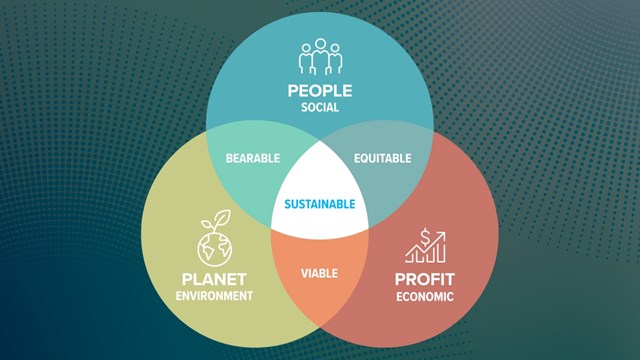 PEOPLE
SOCIAL
BEARABLE
EQUITABLE
SUSTAINABLE
PLANET
ENVIRONMENT
VIABLE
$
PROFIT
ECONOMIC